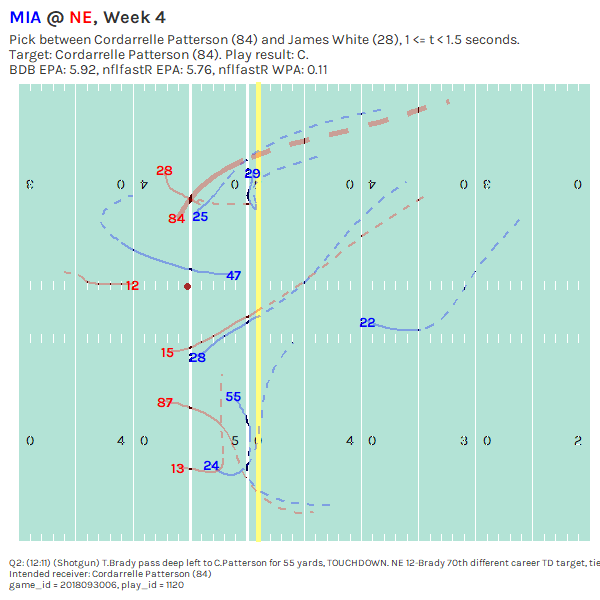 MIA @ NE, Week 4
Pick between Cordarrelle Patterson (84) and James White (28), 1 <= t < 1.5 seconds.
Target: Cordarrelle Patterson (84). Play result: C.
BDB EPA: 5.92, nflfastR EPA: 5.76, nflfastR WPA: 0.11
28
29
3 0 4 0 0 4 0 3 0
84 25
47
12
22
15
28
55
87
0 4 0 5 0 4 0 3 0 2
24
13
Q2: (12:11) (Shotgun) T.Brady pass deep left to C.Patterson for 55 yards, TOUCHDOWN. NE 12-Brady 70th different career TD target, tie
Intended receiver: Cordarrelle Patterson (84)
game_id = 2018093006, play_id = 1120